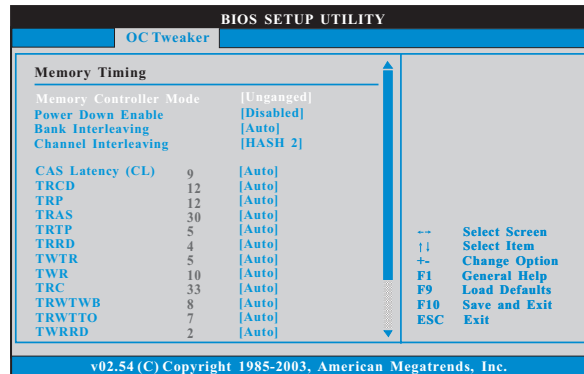 BIOS SETUP UTILITY
OC Tweaker
Memory Timing
Memory Controller Mode [Unganged]
Power Down Enable [Disabled]
Bank Interleaving [Auto]
Channel Interleaving [HASH 2]
CAS Latency (CL) 9 [Auto]
TRCD 12 [Auto]
TRP 12 [Auto]
TRAS 30 [Auto]
TRTP 5 [Auto]
TRRD 4 [Auto]
TWTR 5 [Auto]
TWR 10 [Auto]
TRC 33 [Auto]
TRWTWB 8 [Auto]
TRWTTO 7 [Auto]
TWRRD 2 [Auto]
←→ Select Screen
↑↓ Select Item
+- Change Option
F1 General Help
F9 Load Defaults
F10 Save and Exit
ESC Exit
v02.54 (C) Copyright 1985-2003, American Megatrends, Inc.